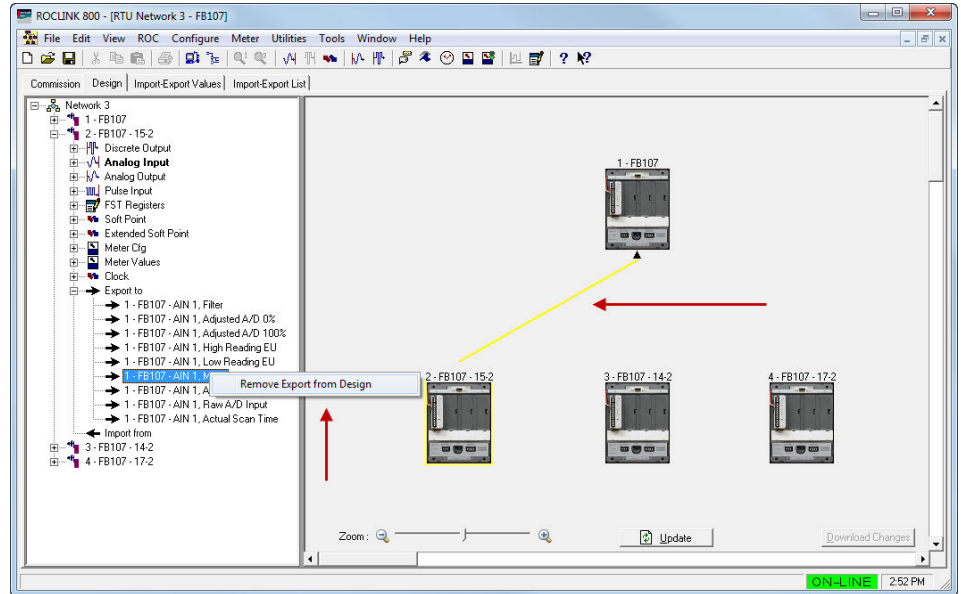 ROCLINK 800 - [RTU Network 3 - FB107]
File Edit View ROC Configure Meter Utilities Tools Window Help
Commission Design Import-Export Values Import-Export List
Network 3
1 - FB107
2 - FB107 - 15-2
Discrete Output
Analog Input
Analog Output
Pulse Input
FST Registers
Soft Point
Extended Soft Point
Meter Cfg
Meter Values
Clock
Export to
1 - FB107 - AIN 1, Filter
1 - FB107 - AIN 1, Adjusted A/D 0%
1 - FB107 - AIN 1, Adjusted A/D 100%
1 - FB107 - AIN 1, High Reading EU
1 - FB107 - AIN 1, Low Reading EU
1 - FB107 - AIN 1,
Remove Export from Design
1 - FB107 - AIN 1, A
1 - FB107 - AIN 1, Raw A/D Input
1 - FB107 - AIN 1, Actual Scan Time
Import from
3 - FB107 - 14-2
4 - FB107 - 17-2
1 - FB107
2 - FB107 - 15-2
3 - FB107 - 14-2
4 - FB107 - 17-2
Zoom:
Update
Download Changes
ON-LINE
2:52 PM